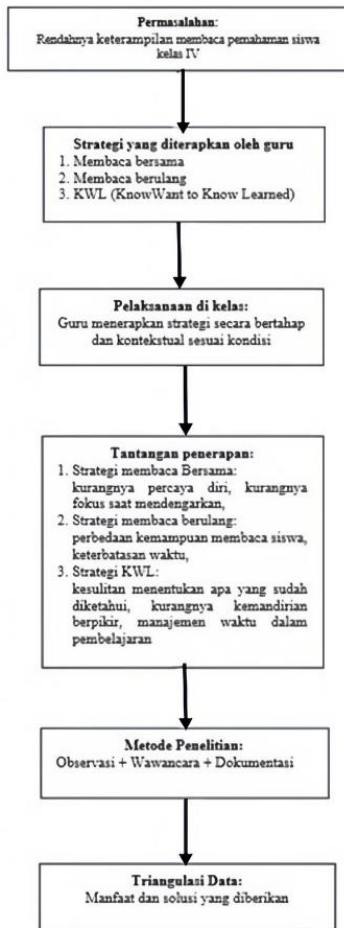 Permasalahan:
Rendahnya keterampilan membaca pemahaman siswa
kelas IV
Strategi yang diterapkan oleh guru
1. Membaca bersama
2. Membaca berulang
3. KWL (KnowWant to Know Learned)
Pelaksanaan di kelas:
Guru menerapkan strategi secara bertahap
dan kontekstual sesuai kondisi
Tantangan penerapan:
1. Strategi membaca Bersama:
kurangnya percaya diri, kurangnya
fokus saat mendengarkan,
2. Strategi membaca berulang:
perbedaan kemampuan membaca siswa,
keterbatasan waktu,
3. Strategi KWL:
kesulitan menentukan apa yang sudah
diketahui, kurangnya kemandirian
berpikir, manajemen waktu dalam
pembelajaran
Metode Penelitian:
Observasi + Wawancara + Dokumentasi
Triangulasi Data:
Manfaat dan solusi yang diberikan